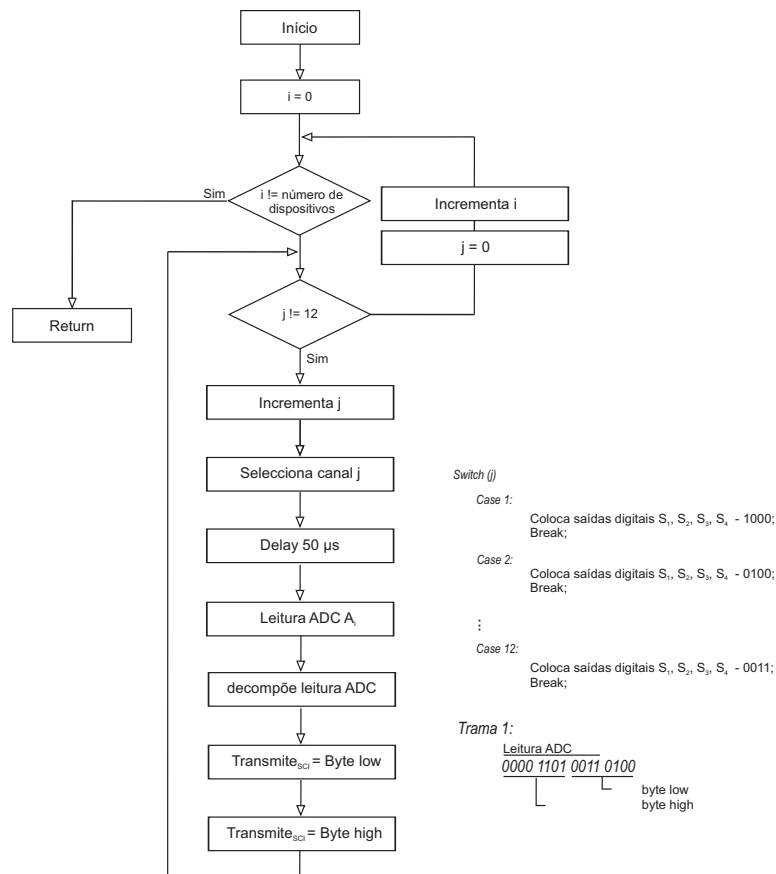 Início
i = 0
i != número de
dispositivos
Sim
Incrementa i
j = 0
Return
j != 12
Sim
Incrementa j
Selecciona canal j
Delay 50 µs
Leitura ADC Ai
decompõe leitura ADC
TransmiteSCI = Byte low
TransmiteSCI = Byte high
Switch (j)
Case 1:
Coloca saídas digitais S1, S2, S3, S4 - 1000;
Break;
Case 2:
Coloca saídas digitais S1, S2, S3, S4 - 0100;
Break;
⋮
Case 12:
Coloca saídas digitais S1, S2, S3, S4 - 0011;
Break;
Trama 1:
Leitura ADC
0000 1101 0011 0100
byte low
byte high